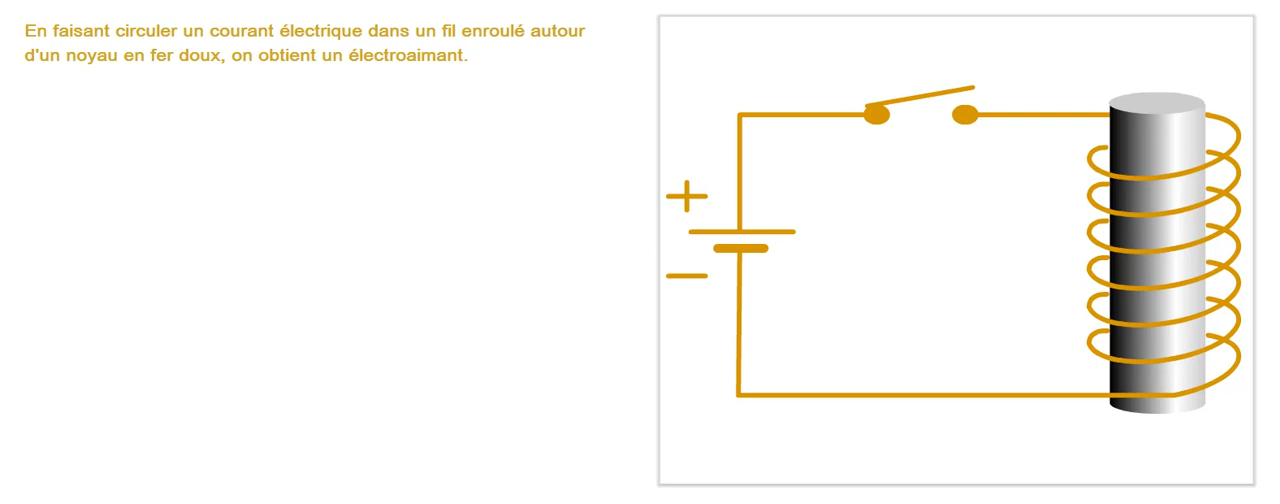 En faisant circuler un courant électrique dans un fil enroulé autour
d'un noyau en fer doux, on obtient un électroaimant.
+
−